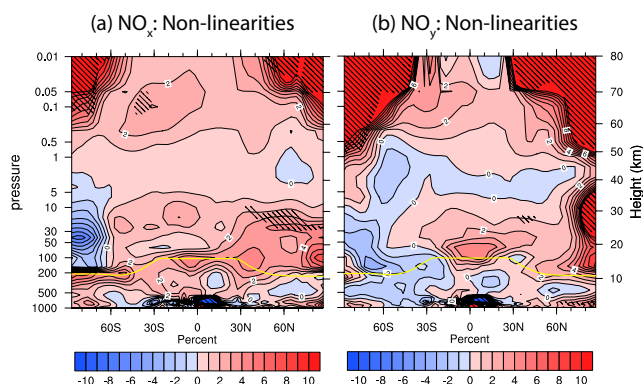 (a) NOx: Non-linearities
(b) NOy: Non-linearities
0.01
0.05
0.1
0.5
1
5
10
30
50
100
200
500
1000
pressure
60S
30S
0
30N
60N
Percent
80
70
60
50
40
30
20
10
0
Height (km)
60S
30S
0
30N
60N
Percent
-10 -8 -6 -4 -2 0 2 4 6 8 10
-10 -8 -6 -4 -2 0 2 4 6 8 10